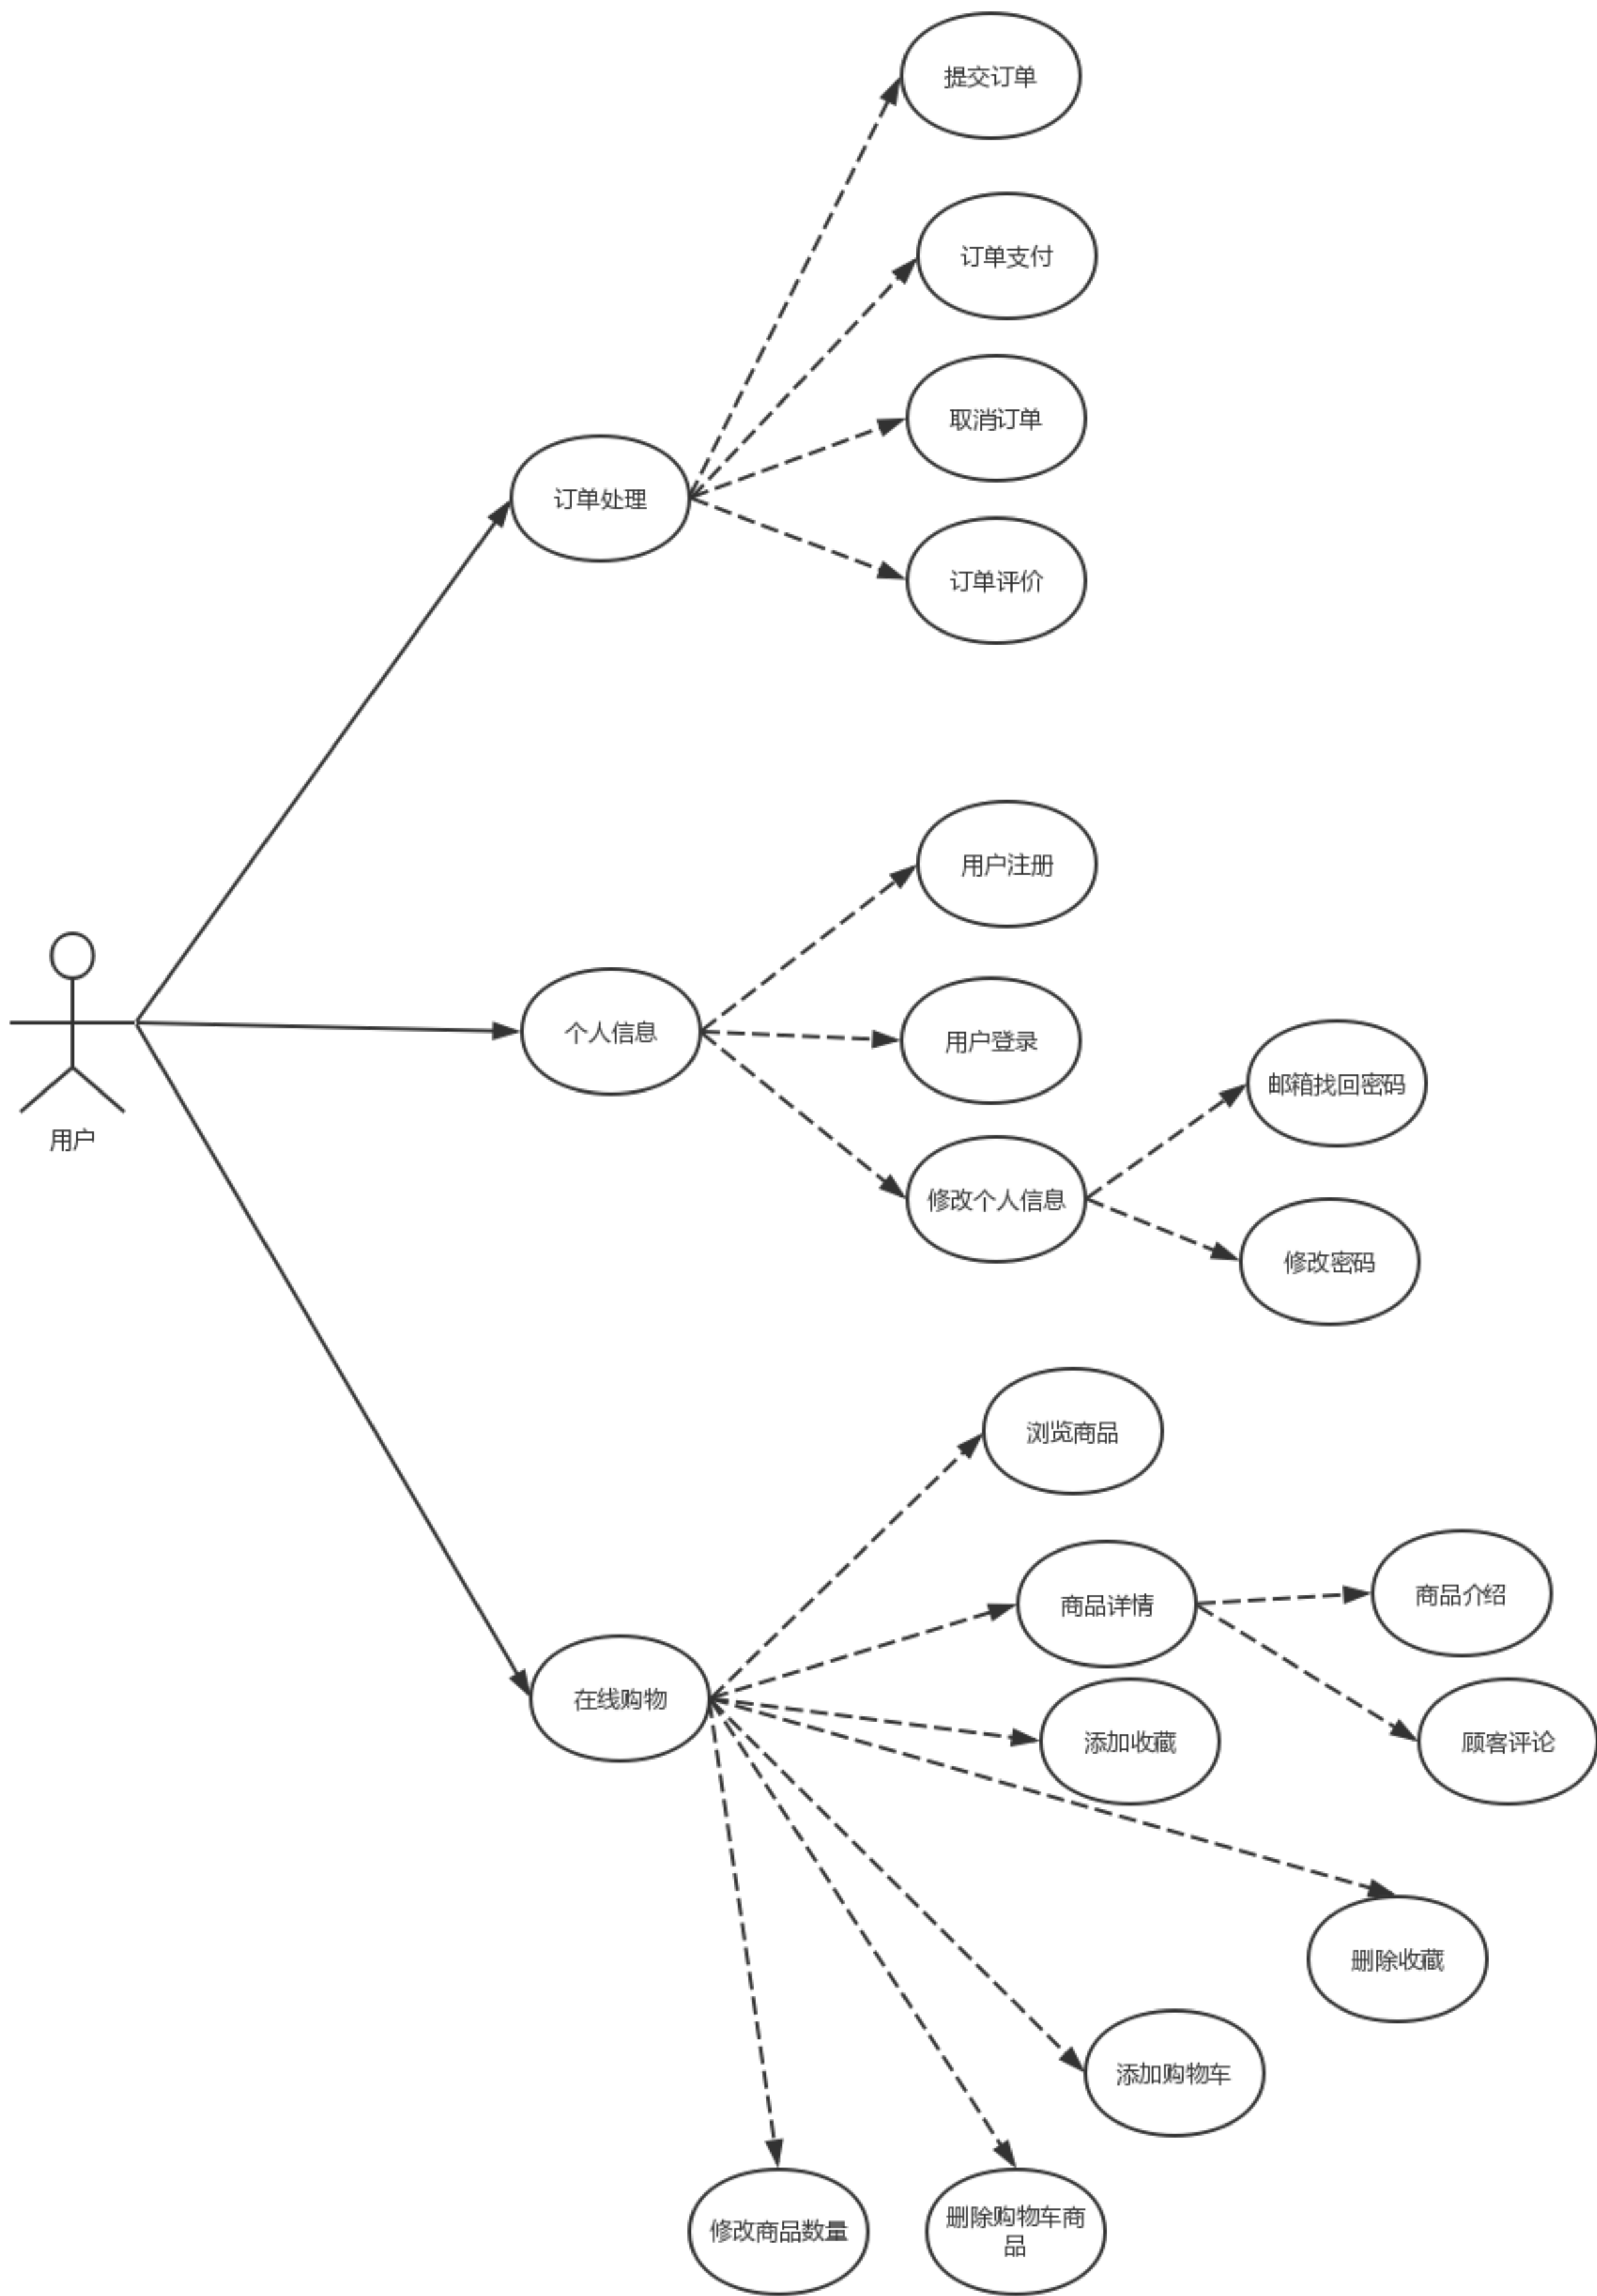 提交订单
订单支付
取消订单
订单处理
订单评价
用户注册
个人信息
用户登录
邮箱找回密码
用户
修改个人信息
修改密码
浏览商品
商品详情
商品介绍
在线购物
添加收藏
顾客评论
删除收藏
添加购物车
修改商品数量
删除购物车商
品